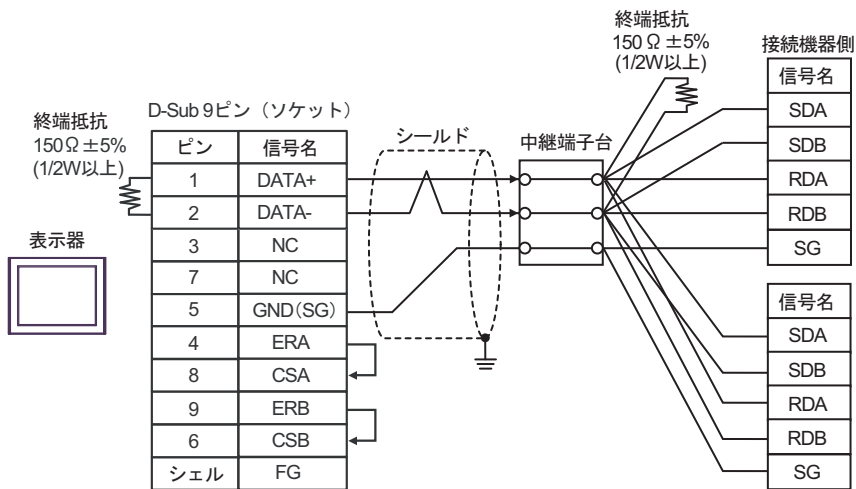 終端抵抗
150Ω±5%
(1/2W以上)
表示器
D-Sub 9ピン（ソケット）
ピン 信号名
1 DATA+
2 DATA-
3 NC
7 NC
5 GND(SG)
4 ERA
8 CSA
9 ERB
6 CSB
シェル FG
シールド
中継端子台
終端抵抗
150Ω±5%
(1/2W以上)
接続機器側
信号名
SDA
SDB
RDA
RDB
SG
信号名
SDA
SDB
RDA
RDB
SG